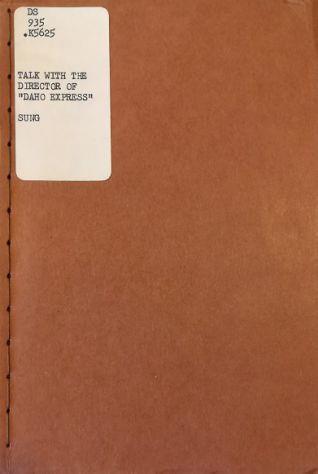 DS
935
.K5625
TALK WITH THE
DIRECTOR OF
"DAHO EXPRESS"
SUNG